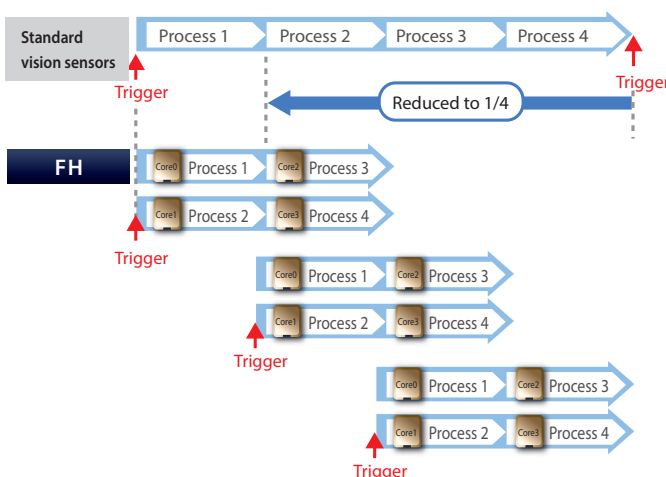 Standard
vision sensors
Process 1 Process 2 Process 3 Process 4
Trigger
Trigger
Reduced to 1/4
FH
Core0 Process 1 Core2 Process 3
Core1 Process 2 Core3 Process 4
Trigger
Core0 Process 1 Core2 Process 3
Core1 Process 2 Core3 Process 4
Trigger
Core0 Process 1 Core2 Process 3
Core1 Process 2 Core3 Process 4
Trigger